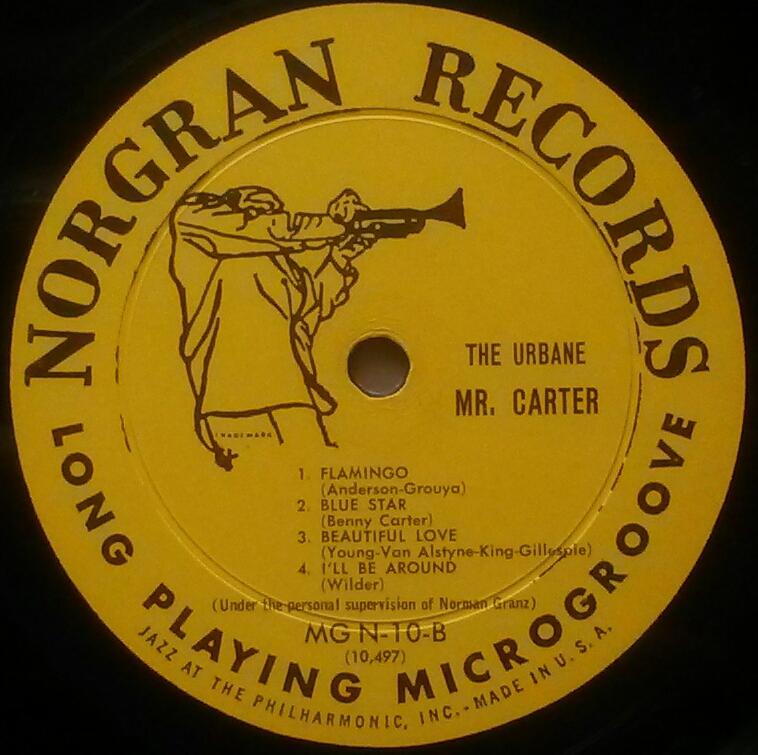 NORGRAN RECORDS
THE URBANE
MR. CARTER
TRADEMARK
1. FLAMINGO
(Anderson-Grouya)
2. BLUE STAR
(Benny Carter)
3. BEAUTIFUL LOVE
(Young-Van Alstyne-King-Gillespie)
4. I'LL BE AROUND
(Wilder)
(Under the personal supervision of Norman Granz)
MG N-10-B
(10,497)
LONG PLAYING MICROGROOVE
JAZZ AT THE PHILHARMONIC, INC.-MADE IN U.S.A.